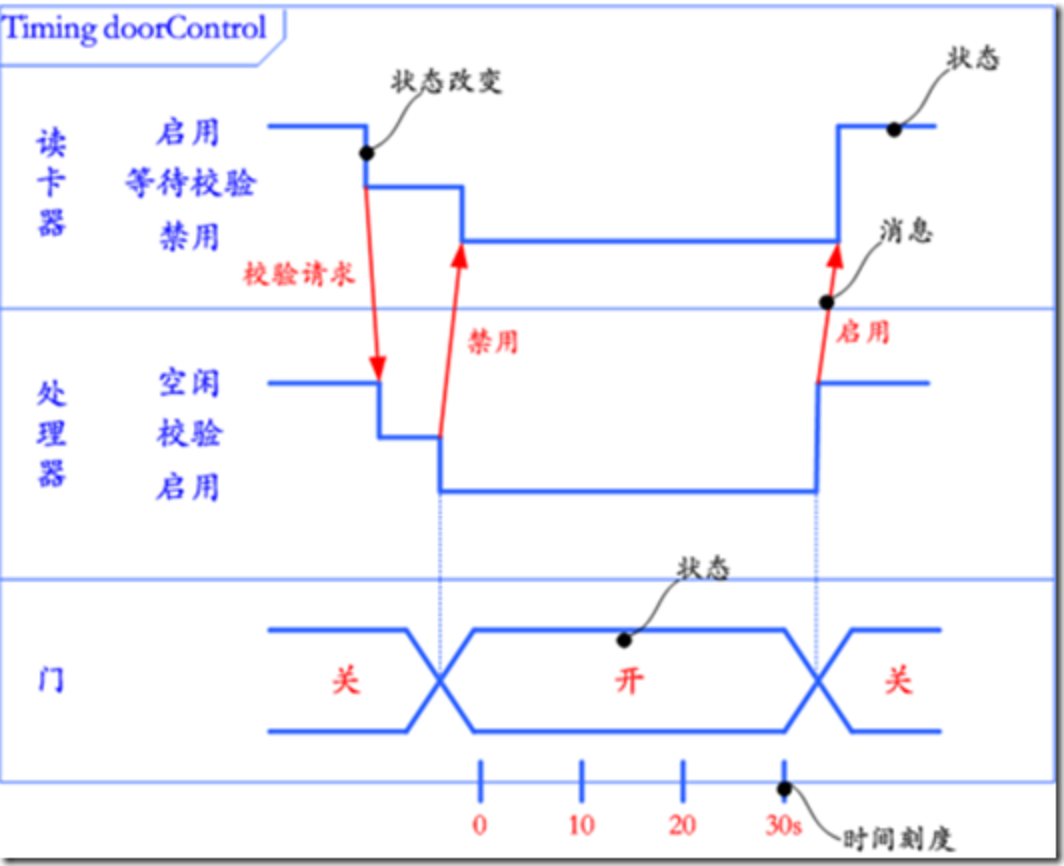 Timing doorControl
状态改变
状态
读卡器
启用
等待校验
禁用
消息
校验请求
禁用
启用
处理器
空闲
校验
启用
状态
门
关
开
关
0 10 20 30s
时间刻度